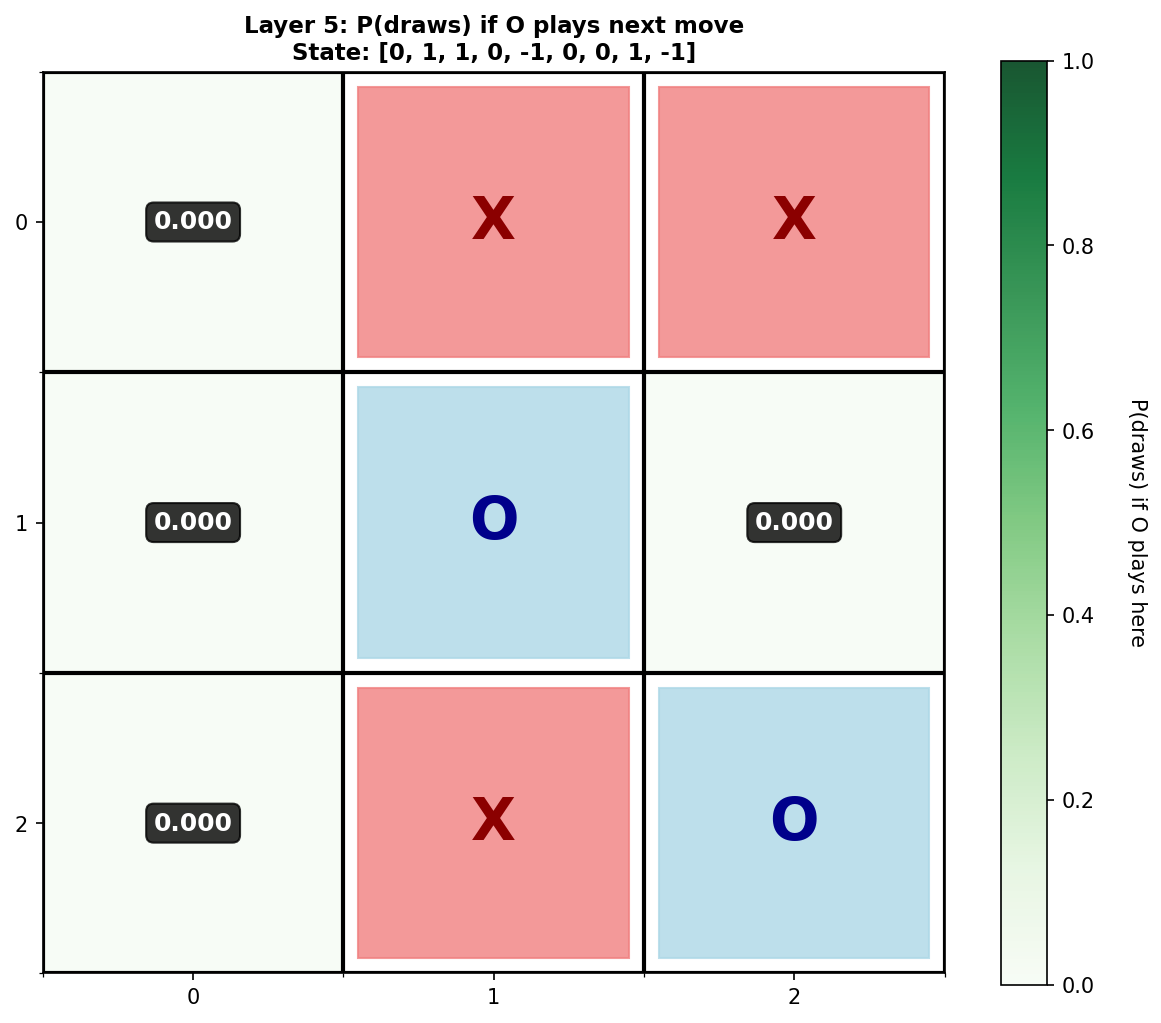 Layer 5: P(draws) if O plays next move
State: [0, 1, 1, 0, -1, 0, 0, 1, -1]
0
0.000
X
X
1
0.000
O
0.000
2
0.000
X
O
0
1
2
1.0
0.8
0.6
0.4
0.2
0.0
P(draws) if O plays here